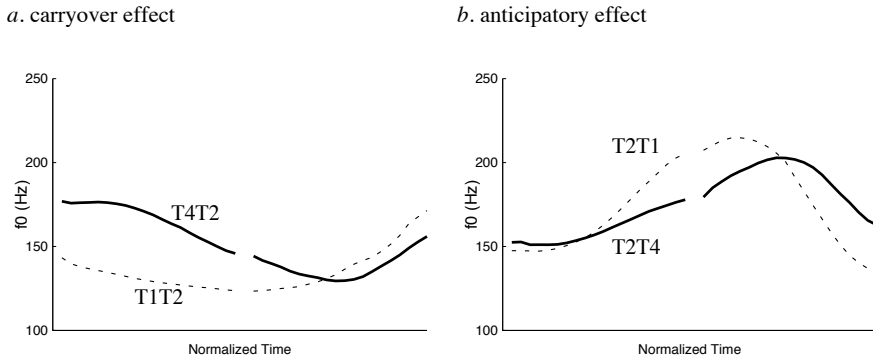 a. carryover effect
250
200
150
100
f0 (Hz)
T4T2
T1T2
Normalized Time
b. anticipatory effect
250
200
150
100
f0 (Hz)
T2T1
T2T4
Normalized Time